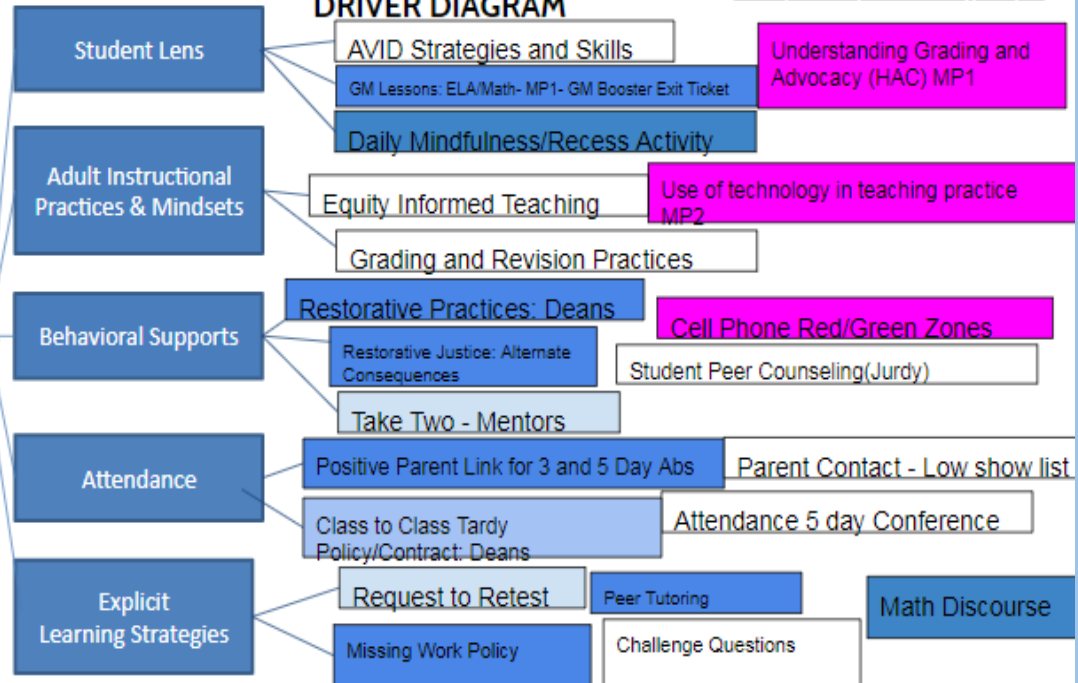 DRIVER DIAGRAM
Student Lens
AVID Strategies and Skills
Understanding Grading and
Advocacy (HAC) MP1
GM Lessons: ELA/Math- MP1- GM Booster Exit Ticket
Daily Mindfulness/Recess Activity
Adult Instructional
Practices & Mindsets
Equity Informed Teaching
Use of technology in teaching practice
MP2
Grading and Revision Practices
Behavioral Supports
Restorative Practices: Deans
Cell Phone Red/Green Zones
Restorative Justice: Alternate
Consequences
Student Peer Counseling(Jurdy)
Take Two - Mentors
Attendance
Positive Parent Link for 3 and 5 Day Abs
Parent Contact - Low show list
Class to Class Tardy
Policy/Contract: Deans
Attendance 5 day Conference
Explicit
Learning Strategies
Request to Retest
Peer Tutoring
Math Discourse
Missing Work Policy
Challenge Questions